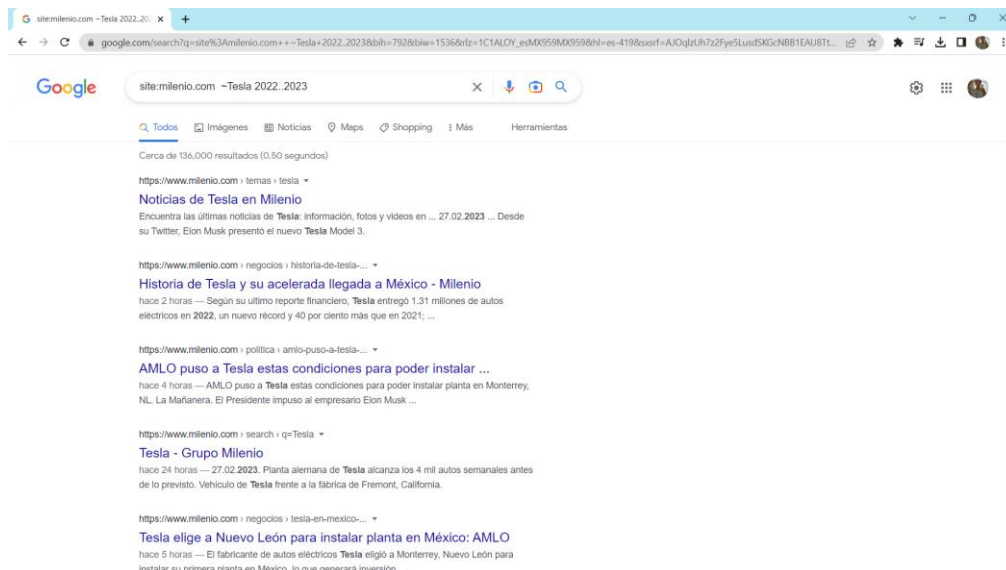 site:milenio.com ~Tesla 2022..20
google.com/search?q=site%3Amilenio.com++~Tesla+2022..2023&bih=792&biw=1536&rlz=1C1ALOY_esMX959MX959&hl=es-419&sxsrf=
Google
site:milenio.com ~Tesla 2022..2023
Todos Imágenes Noticias Maps Shopping Más Herramientas
Cerca de 136,000 resultados (0.50 segundos)
https://www.milenio.com › temas › tesla
Noticias de Tesla en Milenio
Encuentra las últimas noticias de Tesla: información, fotos y videos en ... 27.02.2023 ... Desde
su Twitter, Elon Musk presentó el nuevo Tesla Model 3.
https://www.milenio.com › negocios › historia-de-tesla-...
Historia de Tesla y su acelerada llegada a México - Milenio
hace 2 horas — Según su ultimo reporte financiero, Tesla entregó 1.31 millones de autos
eléctricos en 2022, un nuevo récord y 40 por ciento más que en 2021; ...
https://www.milenio.com › politica › amlo-puso-a-tesla-...
AMLO puso a Tesla estas condiciones para poder instalar ...
hace 4 horas — AMLO puso a Tesla estas condiciones para poder instalar planta en Monterrey,
NL. La Mañanera. El Presidente impuso al empresario Elon Musk ...
https://www.milenio.com › search › q=Tesla
Tesla - Grupo Milenio
hace 24 horas — 27.02.2023. Planta alemana de Tesla alcanza los 4 mil autos semanales antes
de lo previsto. Vehículo de Tesla frente a la fábrica de Fremont, California.
https://www.milenio.com › negocios › tesla-en-mexico-...
Tesla elige a Nuevo León para instalar planta en México: AMLO
hace 5 horas — El fabricante de autos eléctricos Tesla eligió a Monterrey, Nuevo León para
instalar su primera planta en México, lo que generará inversión